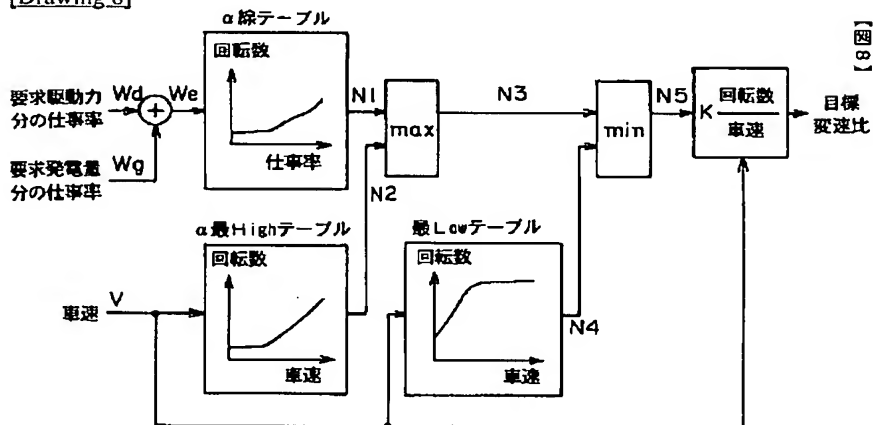 [Drawing 8]
【図8】
α線テーブル
回転数
仕事率
要求駆動力
分の仕事率
Wd
We
+
要求発電量
分の仕事率
Wg
N1
max
N2
N3
min
N5
K 回転数
車速
目標
変速比
α最Highテーブル
回転数
車速
最Lowテーブル
回転数
車速
N4
車速
V